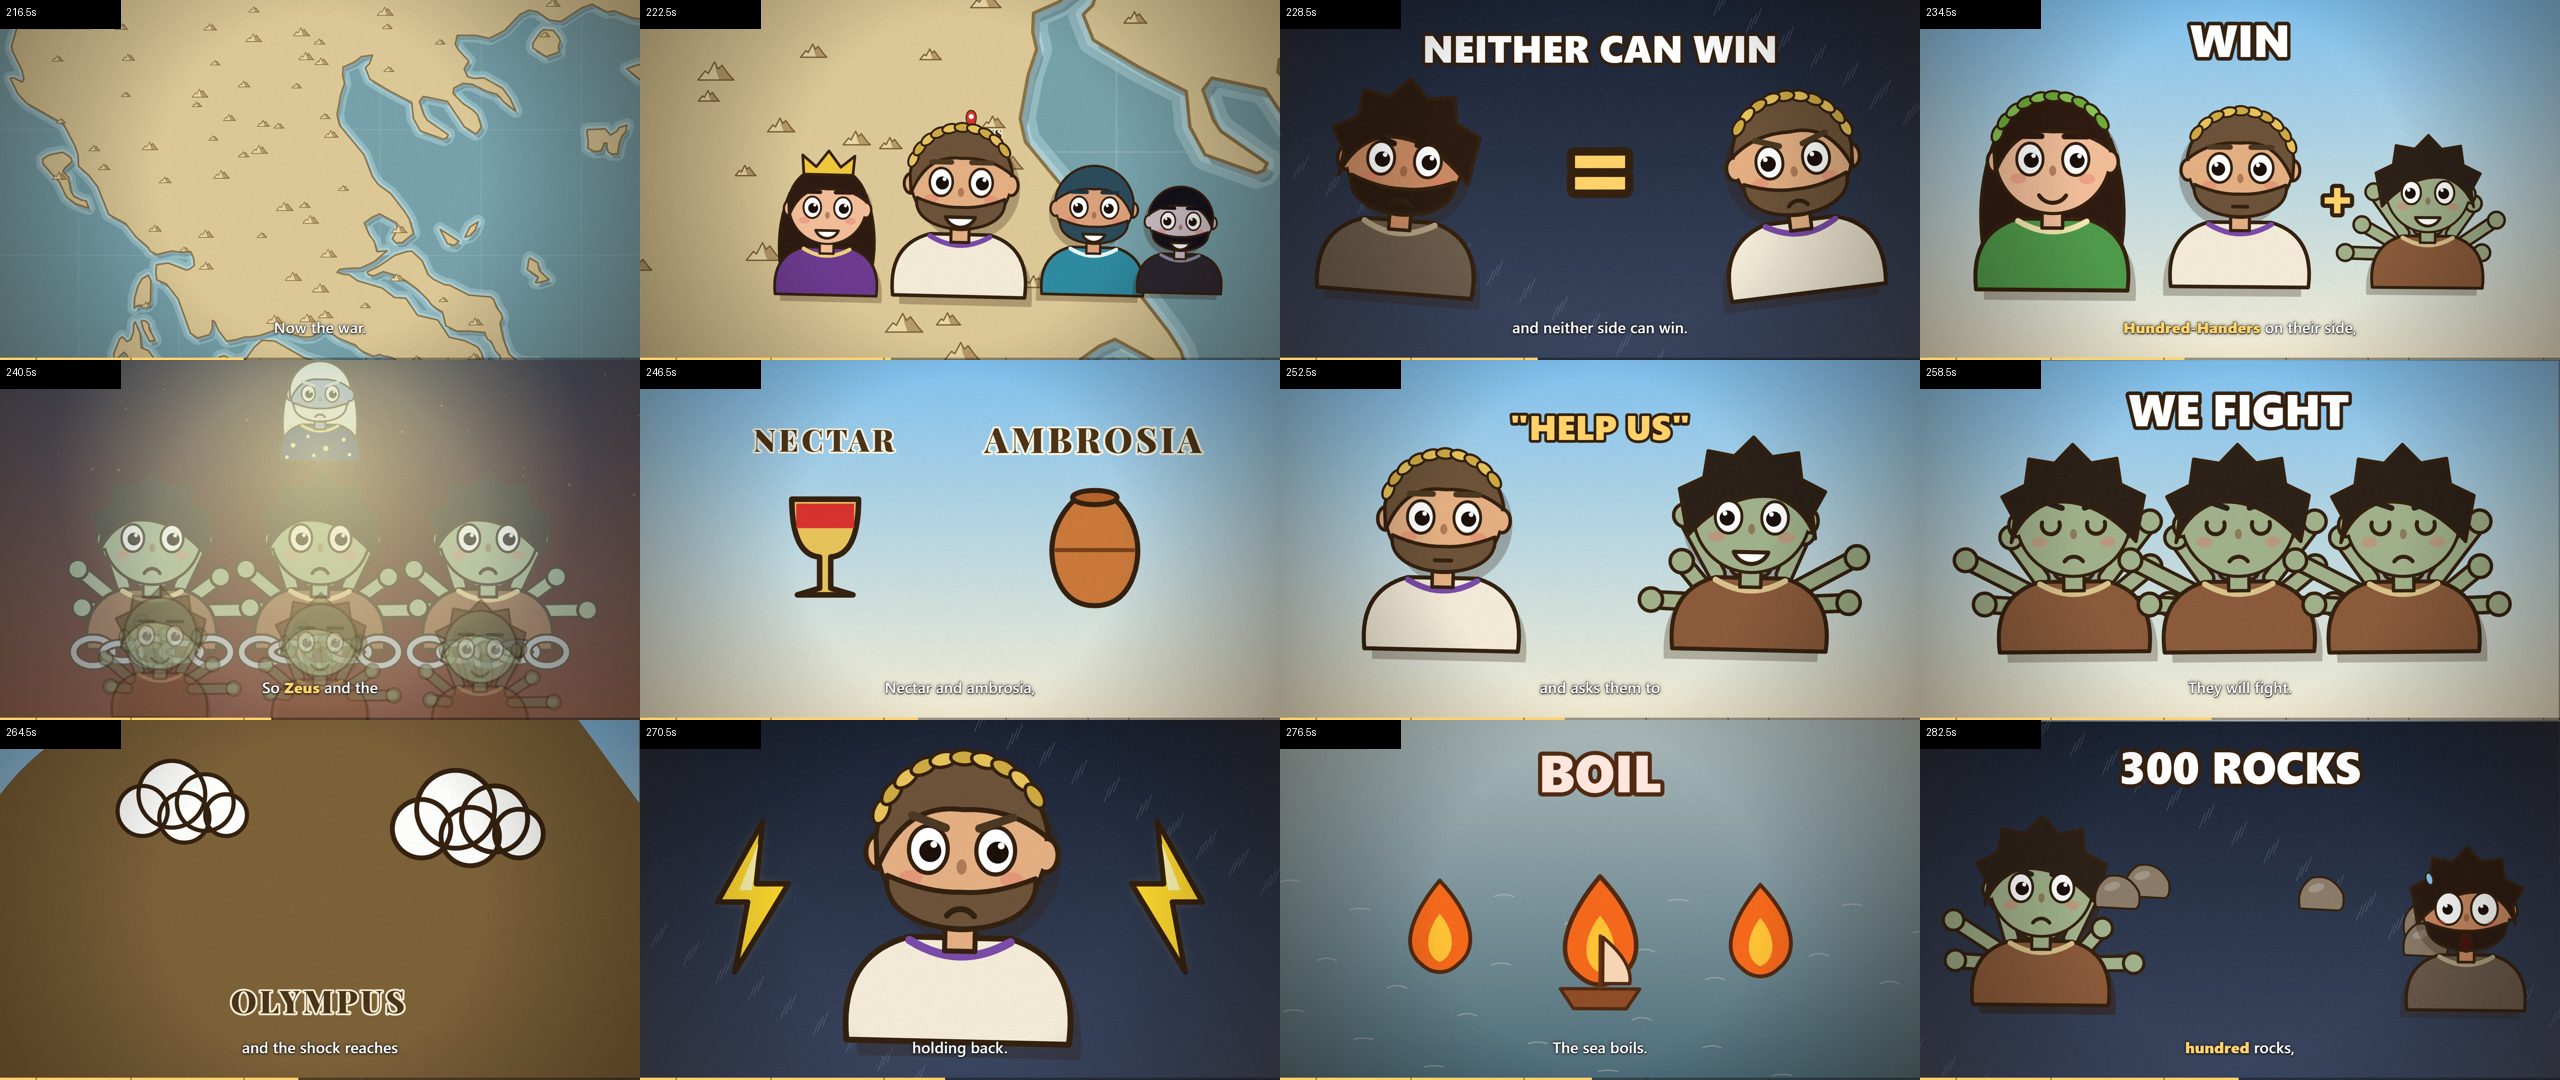 216.5s
Now the war.
222.5s
228.5s
NEITHER CAN WIN
and neither side can win.
234.5s
WIN
Hundred-Handers on their side,
240.5s
So Zeus and the
246.5s
NECTAR
AMBROSIA
Nectar and ambrosia,
252.5s
"HELP US"
and asks them to
258.5s
WE FIGHT
They will fight.
264.5s
OLYMPUS
and the shock reaches
270.5s
holding back.
276.5s
BOIL
The sea boils.
282.5s
300 ROCKS
hundred rocks,